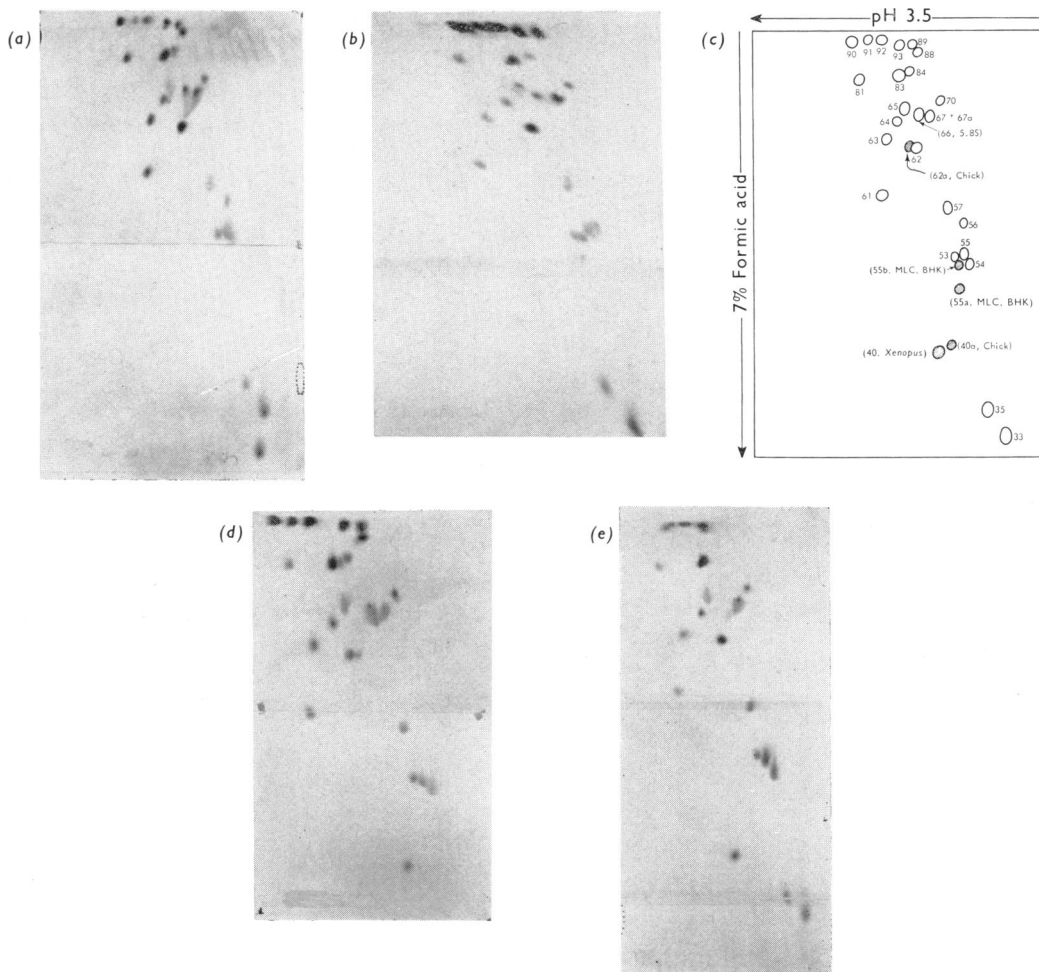 (a)
(b)
(c)
pH 3.5
7% Formic acid
90
91
92
93
89
88
81
83
84
65
70
64
67 + 67a
(66, 5.8S)
63
62
(62a, Chick)
61
57
56
55
53
54
(55b, MLC, BHK)
(55a, MLC, BHK)
(40a, Chick)
(40, Xenopus)
35
33
(d)
(e)